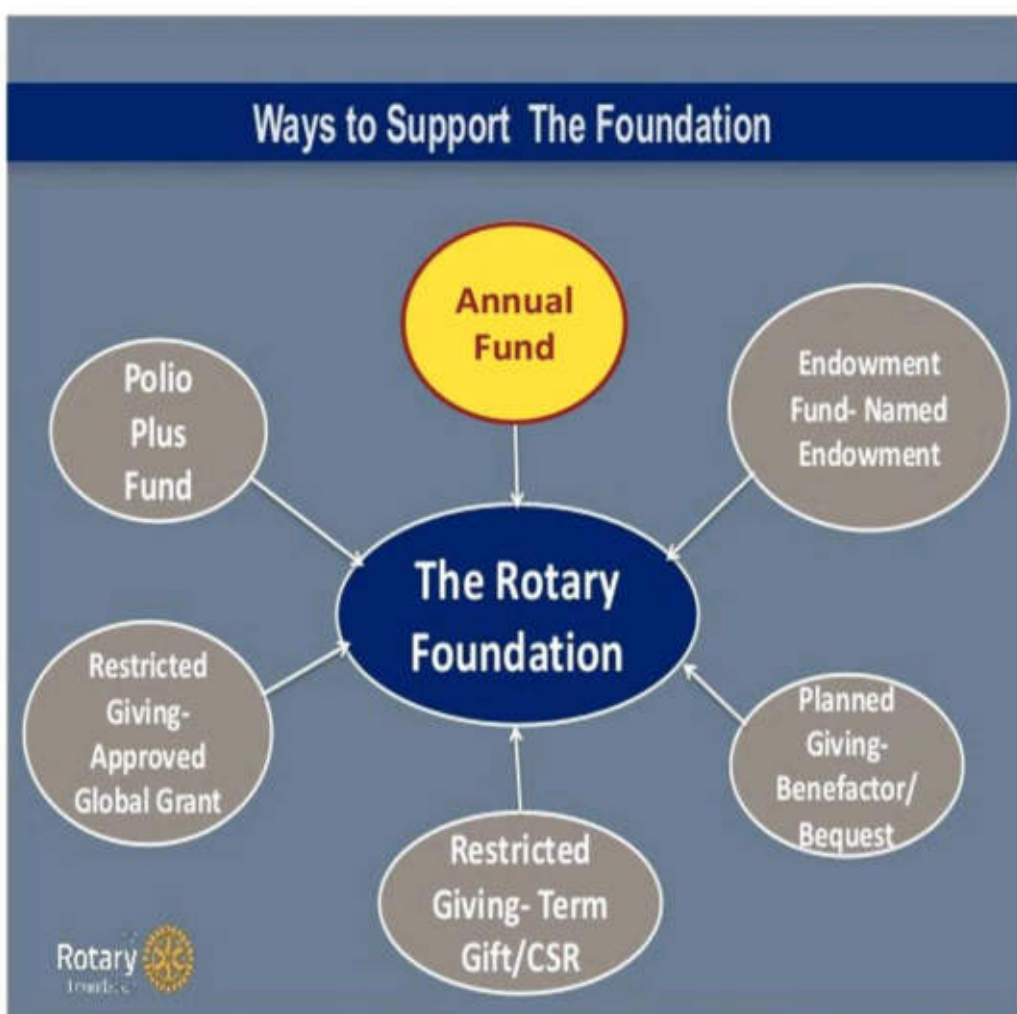 Ways to Support The Foundation
Annual
Fund
Endowment
Fund- Named
Endowment
Polio
Plus
Fund
The Rotary
Foundation
Restricted
Giving-
Approved
Global Grant
Planned
Giving-
Benefactor/
Bequest
Restricted
Giving- Term
Gift/CSR
Rotary